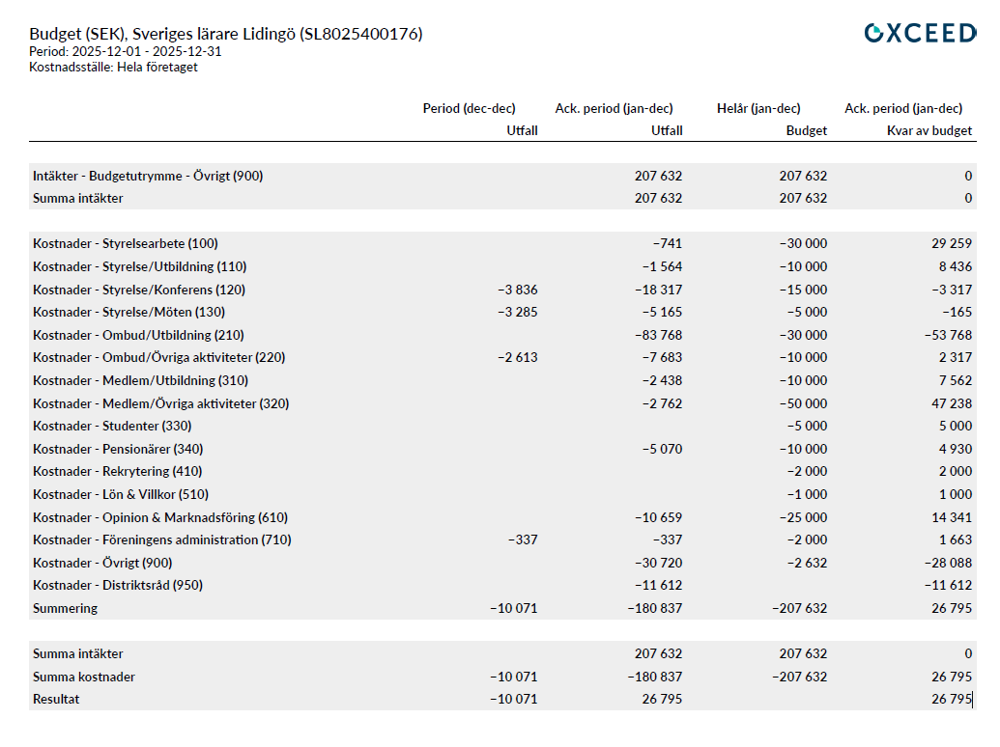 Budget (SEK), Sveriges lärare Lidingö (SL8025400176)
OXCEED
Period: 2025-12-01 - 2025-12-31
Kostnadsställe: Hela företaget
Period (dec-dec) Ack. period (jan-dec) Helår (jan-dec) Ack. period (jan-dec)
Utfall Utfall Budget Kvar av budget
Intäkter - Budgetutrymme - Övrigt (900) 207 632 207 632 0
Summa intäkter 207 632 207 632 0
Kostnader - Styrelsearbete (100) −741 −30 000 29 259
Kostnader - Styrelse/Utbildning (110) −1 564 −10 000 8 436
Kostnader - Styrelse/Konferens (120) −3 836 −18 317 −15 000 −3 317
Kostnader - Styrelse/Möten (130) −3 285 −5 165 −5 000 −165
Kostnader - Ombud/Utbildning (210) −83 768 −30 000 −53 768
Kostnader - Ombud/Övriga aktiviteter (220) −2 613 −7 683 −10 000 2 317
Kostnader - Medlem/Utbildning (310) −2 438 −10 000 7 562
Kostnader - Medlem/Övriga aktiviteter (320) −2 762 −50 000 47 238
Kostnader - Studenter (330) −5 000 5 000
Kostnader - Pensionärer (340) −5 070 −10 000 4 930
Kostnader - Rekrytering (410) −2 000 2 000
Kostnader - Lön & Villkor (510) −1 000 1 000
Kostnader - Opinion & Marknadsföring (610) −10 659 −25 000 14 341
Kostnader - Föreningens administration (710) −337 −337 −2 000 1 663
Kostnader - Övrigt (900) −30 720 −2 632 −28 088
Kostnader - Distriktsråd (950) −11 612 −11 612
Summering −10 071 −180 837 −207 632 26 795
Summa intäkter 207 632 207 632 0
Summa kostnader −10 071 −180 837 −207 632 26 795
Resultat −10 071 26 795 26 795